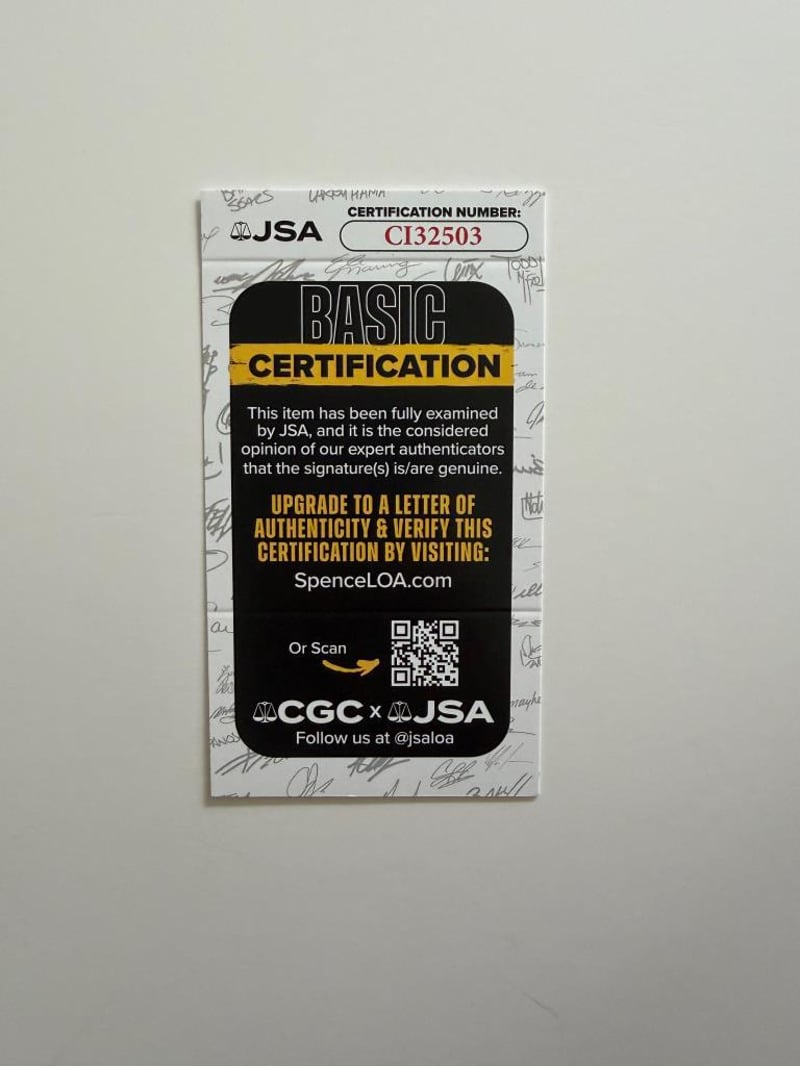 JSA
CERTIFICATION NUMBER:
CI32503
BASIC
CERTIFICATION
This item has been fully examined
by JSA, and it is the considered
opinion of our expert authenticators
that the signature(s) is/are genuine.
UPGRADE TO A LETTER OF
AUTHENTICITY & VERIFY THIS
CERTIFICATION BY VISITING:
SpenceLOA.com
Or Scan
CGC x JSA
Follow us at @jsaloa